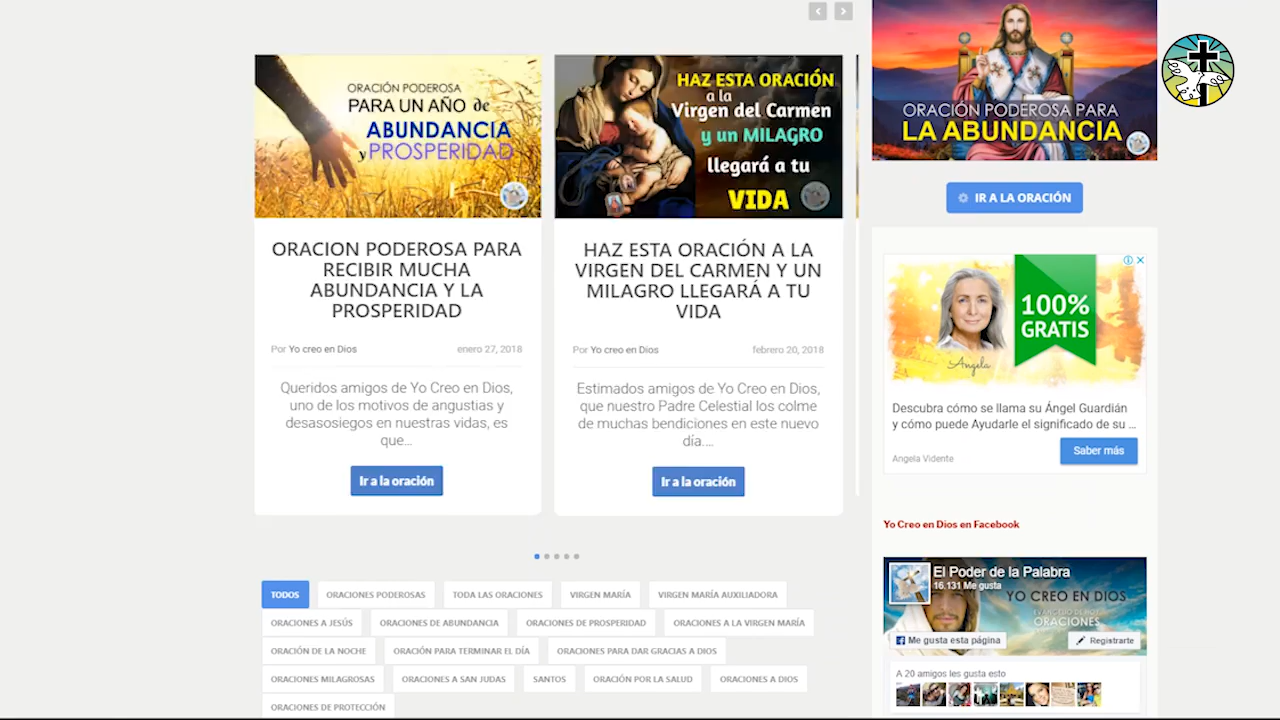 ORACIÓN PODEROSA
PARA UN AÑO de
ABUNDANCIA
y PROSPERIDAD
ORACION PODEROSA PARA
RECIBIR MUCHA
ABUNDANCIA Y LA
PROSPERIDAD
Por Yo creo en Dios
enero 27, 2018
Queridos amigos de Yo Creo en Dios,
uno de los motivos de angustias y
desasosiegos en nuestras vidas, es
que...
Ir a la oración
HAZ ESTA ORACIÓN
a la
Virgen del Carmen
y un MILAGRO
llegará a tu
VIDA
HAZ ESTA ORACIÓN A LA
VIRGEN DEL CARMEN Y UN
MILAGRO LLEGARÁ A TU
VIDA
Por Yo creo en Dios
febrero 20, 2018
Estimados amigos de Yo Creo en Dios,
que nuestro Padre Celestial los colme
de muchas bendiciones en este nuevo
día....
Ir a la oración
TODOS
ORACIONES PODEROSAS
TODA LAS ORACIONES
VIRGEN MARÍA
VIRGEN MARÍA AUXILIADORA
ORACIONES A JESÚS
ORACIONES DE ABUNDANCIA
ORACIONES DE PROSPERIDAD
ORACIONES A LA VIRGEN MARÍA
ORACIÓN DE LA NOCHE
ORACIÓN PARA TERMINAR EL DÍA
ORACIONES PARA DAR GRACIAS A DIOS
ORACIONES MILAGROSAS
ORACIONES A SAN JUDAS
SANTOS
ORACIÓN POR LA SALUD
ORACIONES A DIOS
ORACIONES DE PROTECCIÓN
ORACIÓN PODEROSA PARA
LA ABUNDANCIA
IR A LA ORACIÓN
100%
GRATIS
Angela
Descubra cómo se llama su Ángel Guardián
y cómo puede Ayudarle el significado de su ...
Angela Vidente
Saber más
Yo Creo en Dios en Facebook
El Poder de la Palabra
16.131 Me gusta
YO CREO EN DIOS
EVANGELIO DE HOY
ORACIONES
Me gusta esta página
Registrarte
A 20 amigos les gusta esto